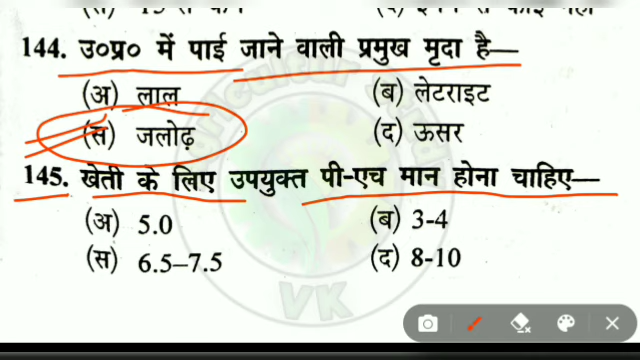 144. उ०प्र० में पाई जाने वाली प्रमुख मृदा है—
(अ) लाल (ब) लेटराइट
(स) जलोढ़ (द) ऊसर
145. खेती के लिए उपयुक्त पी-एच मान होना चाहिए—
(अ) 5.0 (ब) 3-4
(स) 6.5–7.5 (द) 8-10
VK